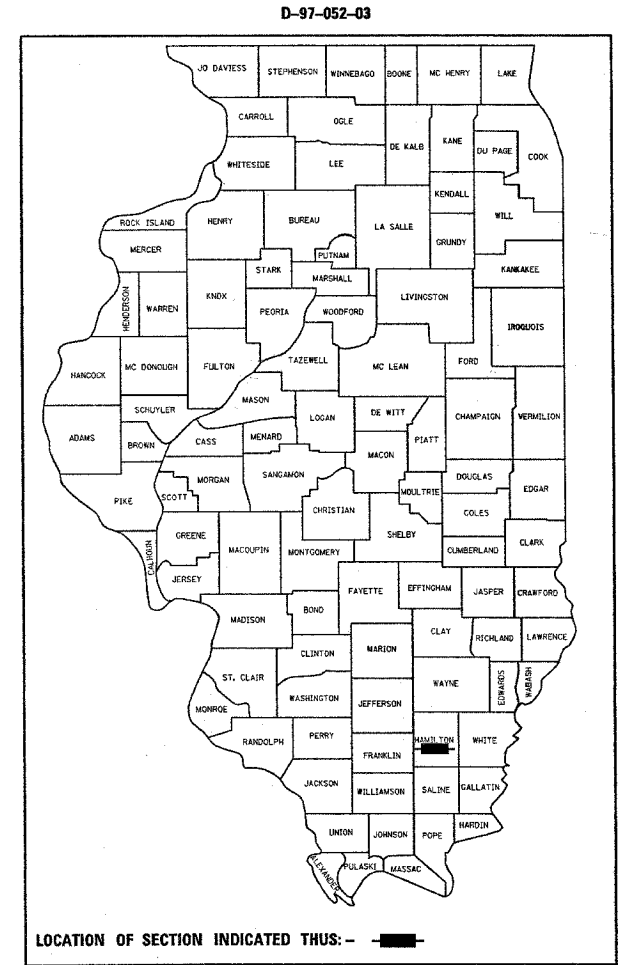 D-97-052-03
JO DAVIESS STEPHENSON WINNEBAGO BOONE MC HENRY LAKE
CARROLL OGLE DE KALB KANE DU PAGE COOK
WHITESIDE LEE
KENDALL WILL
ROCK ISLAND HENRY BUREAU LA SALLE GRUNDY
MERCER PUTNAM
STARK MARSHALL KANKAKEE
HENDERSON WARREN KNOX PEORIA WOODFORD LIVINGSTON IROQUOIS
HANCOCK MC DONOUGH FULTON TAZEWELL MC LEAN FORD
MASON
SCHUYLER LOGAN DE WITT CHAMPAIGN VERMILION
ADAMS BROWN CASS MENARD MACON PIATT
PIKE SCOTT MORGAN SANGAMON MOULTRIE DOUGLAS EDGAR
CHRISTIAN COLES
CALHOUN GREENE MACOUPIN MONTGOMERY SHELBY CUMBERLAND CLARK
JERSEY FAYETTE EFFINGHAM JASPER CRAWFORD
MADISON BOND
CLAY RICHLAND LAWRENCE
CLINTON MARION
ST. CLAIR WAYNE EDWARDS WABASH
MONROE WASHINGTON JEFFERSON
RANDOLPH PERRY FRANKLIN HAMILTON WHITE
JACKSON WILLIAMSON SALINE GALLATIN
UNION JOHNSON POPE HARDIN
ALEXANDER PULASKI MASSAC
LOCATION OF SECTION INDICATED THUS: -